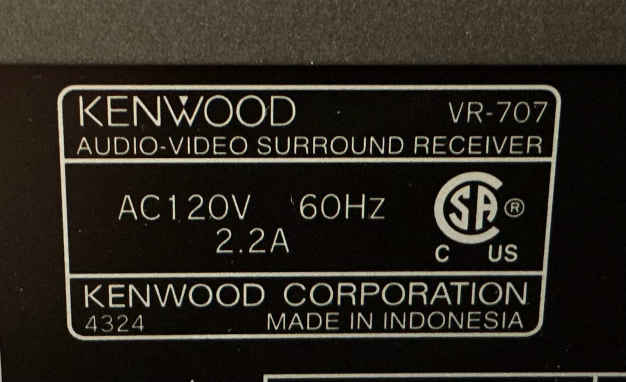 KENWOOD VR-707
AUDIO-VIDEO SURROUND RECEIVER
AC120V 60Hz
2.2A
SA ®
C US
KENWOOD CORPORATION
4324 MADE IN INDONESIA